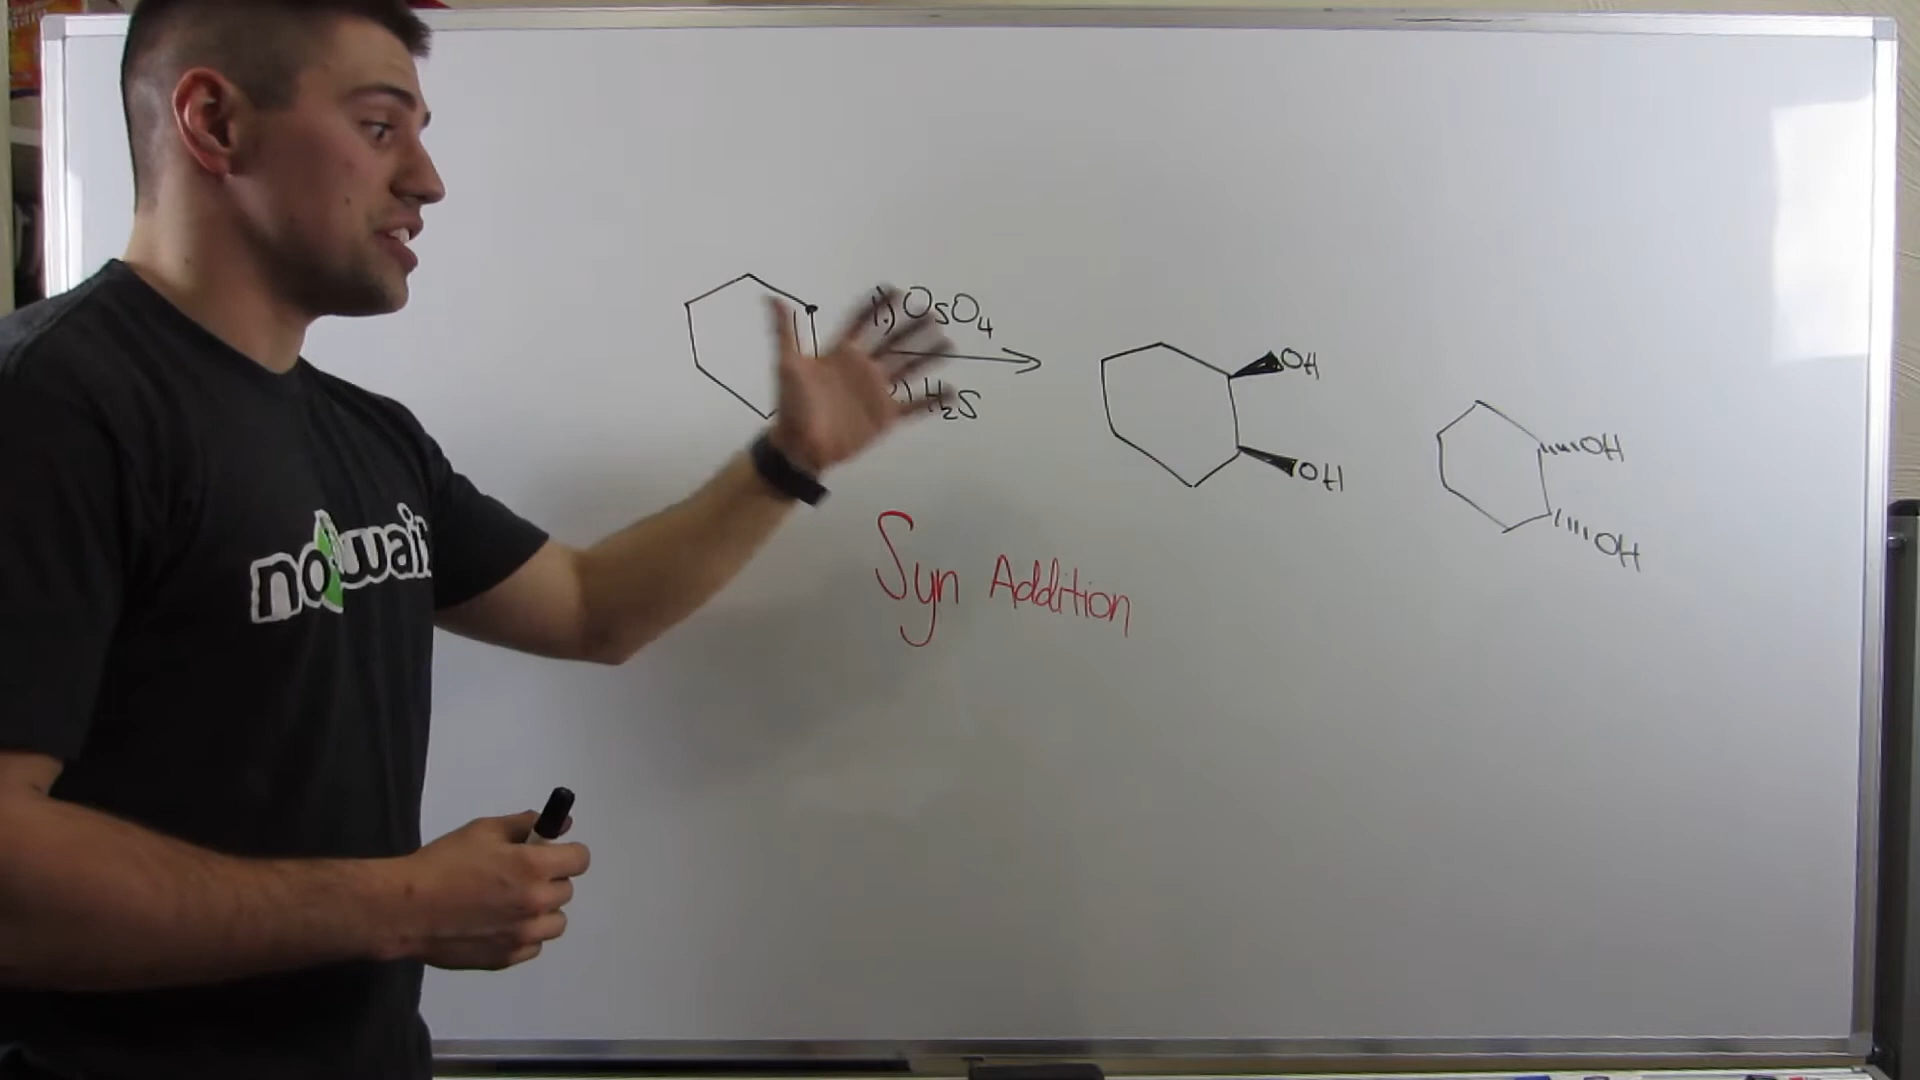 1.) OsO4
2.) H2S
OH
OH
OH
OH
Syn Addition
nowait